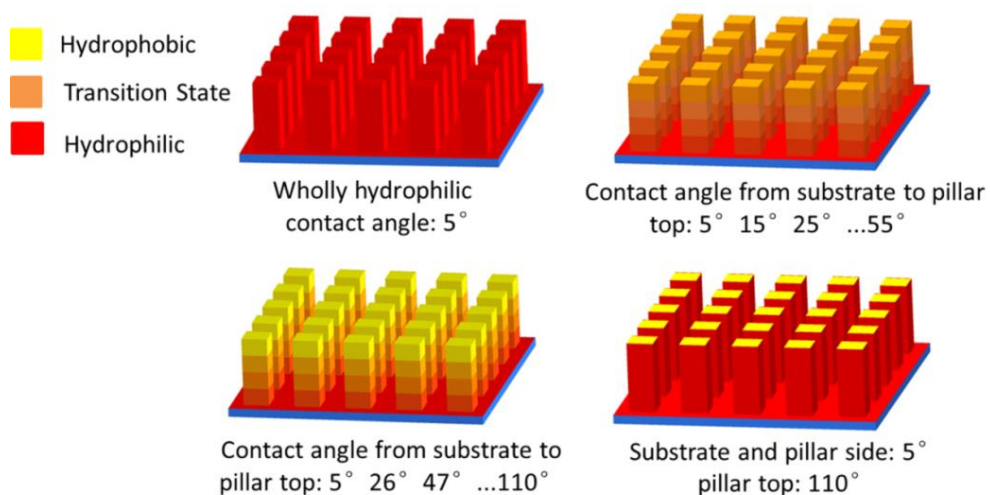 Hydrophobic
Transition State
Hydrophilic
Wholly hydrophilic
contact angle: 5°
Contact angle from substrate to pillar
top: 5° 15° 25° ...55°
Contact angle from substrate to
pillar top: 5° 26° 47° ...110°
Substrate and pillar side: 5°
pillar top: 110°